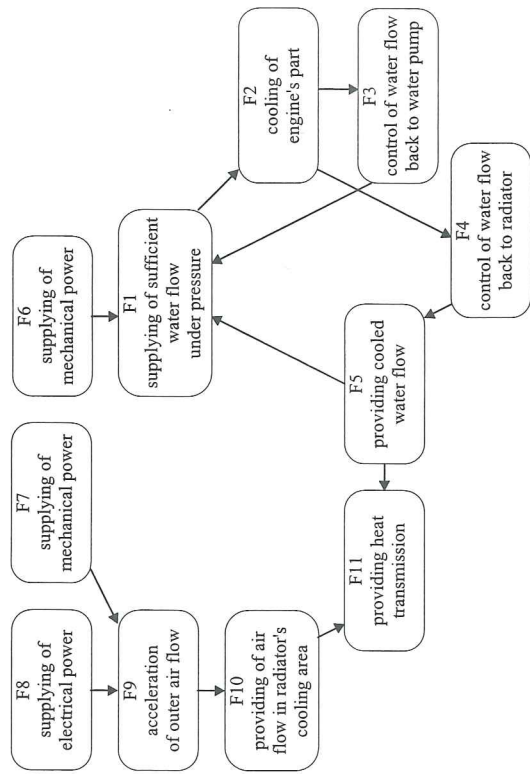 F8
supplying of
electrical power
F7
supplying of
mechanical power
F6
supplying of
mechanical power
F9
acceleration
of outer air flow
F1
supplying of sufficient
water flow
under pressure
F10
providing of air
flow in radiator's
cooling area
F2
cooling of
engine's part
F11
providing heat
transmission
F5
providing cooled
water flow
F3
control of water flow
back to water pump
F4
control of water flow
back to radiator